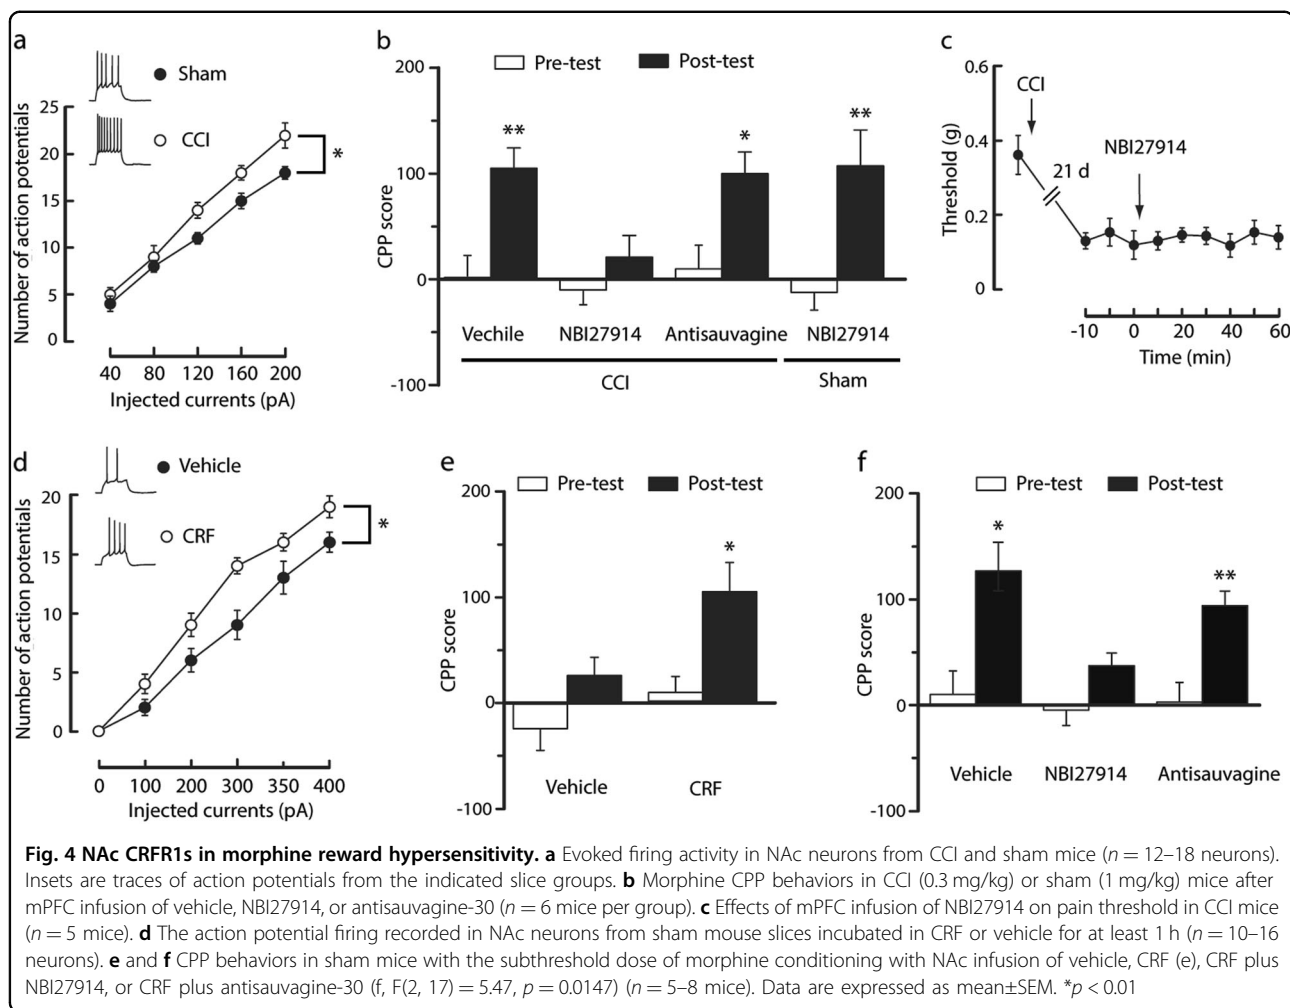 a
Sham
CCI
Number of action potentials
25
20
15
10
5
0
*
40 80 120 160 200
Injected currents (pA)
b
Pre-test Post-test
CPP score
200
100
0
-100
** * **
Vechile NBI27914 Antisauvagine NBI27914
CCI Sham
c
Threshold (g)
0.6
0.4
0.2
0
CCI
21 d
NBI27914
-10 0 20 40 60
Time (min)
d
Vehicle
CRF
Number of action potentials
20
15
10
5
0
*
0 100 200 300 350 400
Injected currents (pA)
e
Pre-test Post-test
CPP score
200
100
0
-100
*
Vehicle CRF
f
Pre-test Post-test
CPP score
200
100
0
-100
* **
Vehicle NBI27914 Antisauvagine
Fig. 4 NAc CRFR1s in morphine reward hypersensitivity. a Evoked firing activity in NAc neurons from CCI and sham mice (n = 12–18 neurons).
Insets are traces of action potentials from the indicated slice groups. b Morphine CPP behaviors in CCI (0.3 mg/kg) or sham (1 mg/kg) mice after
mPFC infusion of vehicle, NBI27914, or antisauvagine-30 (n = 6 mice per group). c Effects of mPFC infusion of NBI27914 on pain threshold in CCI mice
(n = 5 mice). d The action potential firing recorded in NAc neurons from sham mouse slices incubated in CRF or vehicle for at least 1 h (n = 10–16
neurons). e and f CPP behaviors in sham mice with the subthreshold dose of morphine conditioning with NAc infusion of vehicle, CRF (e), CRF plus
NBI27914, or CRF plus antisauvagine-30 (f, F(2, 17) = 5.47, p = 0.0147) (n = 5–8 mice). Data are expressed as mean±SEM. *p < 0.01